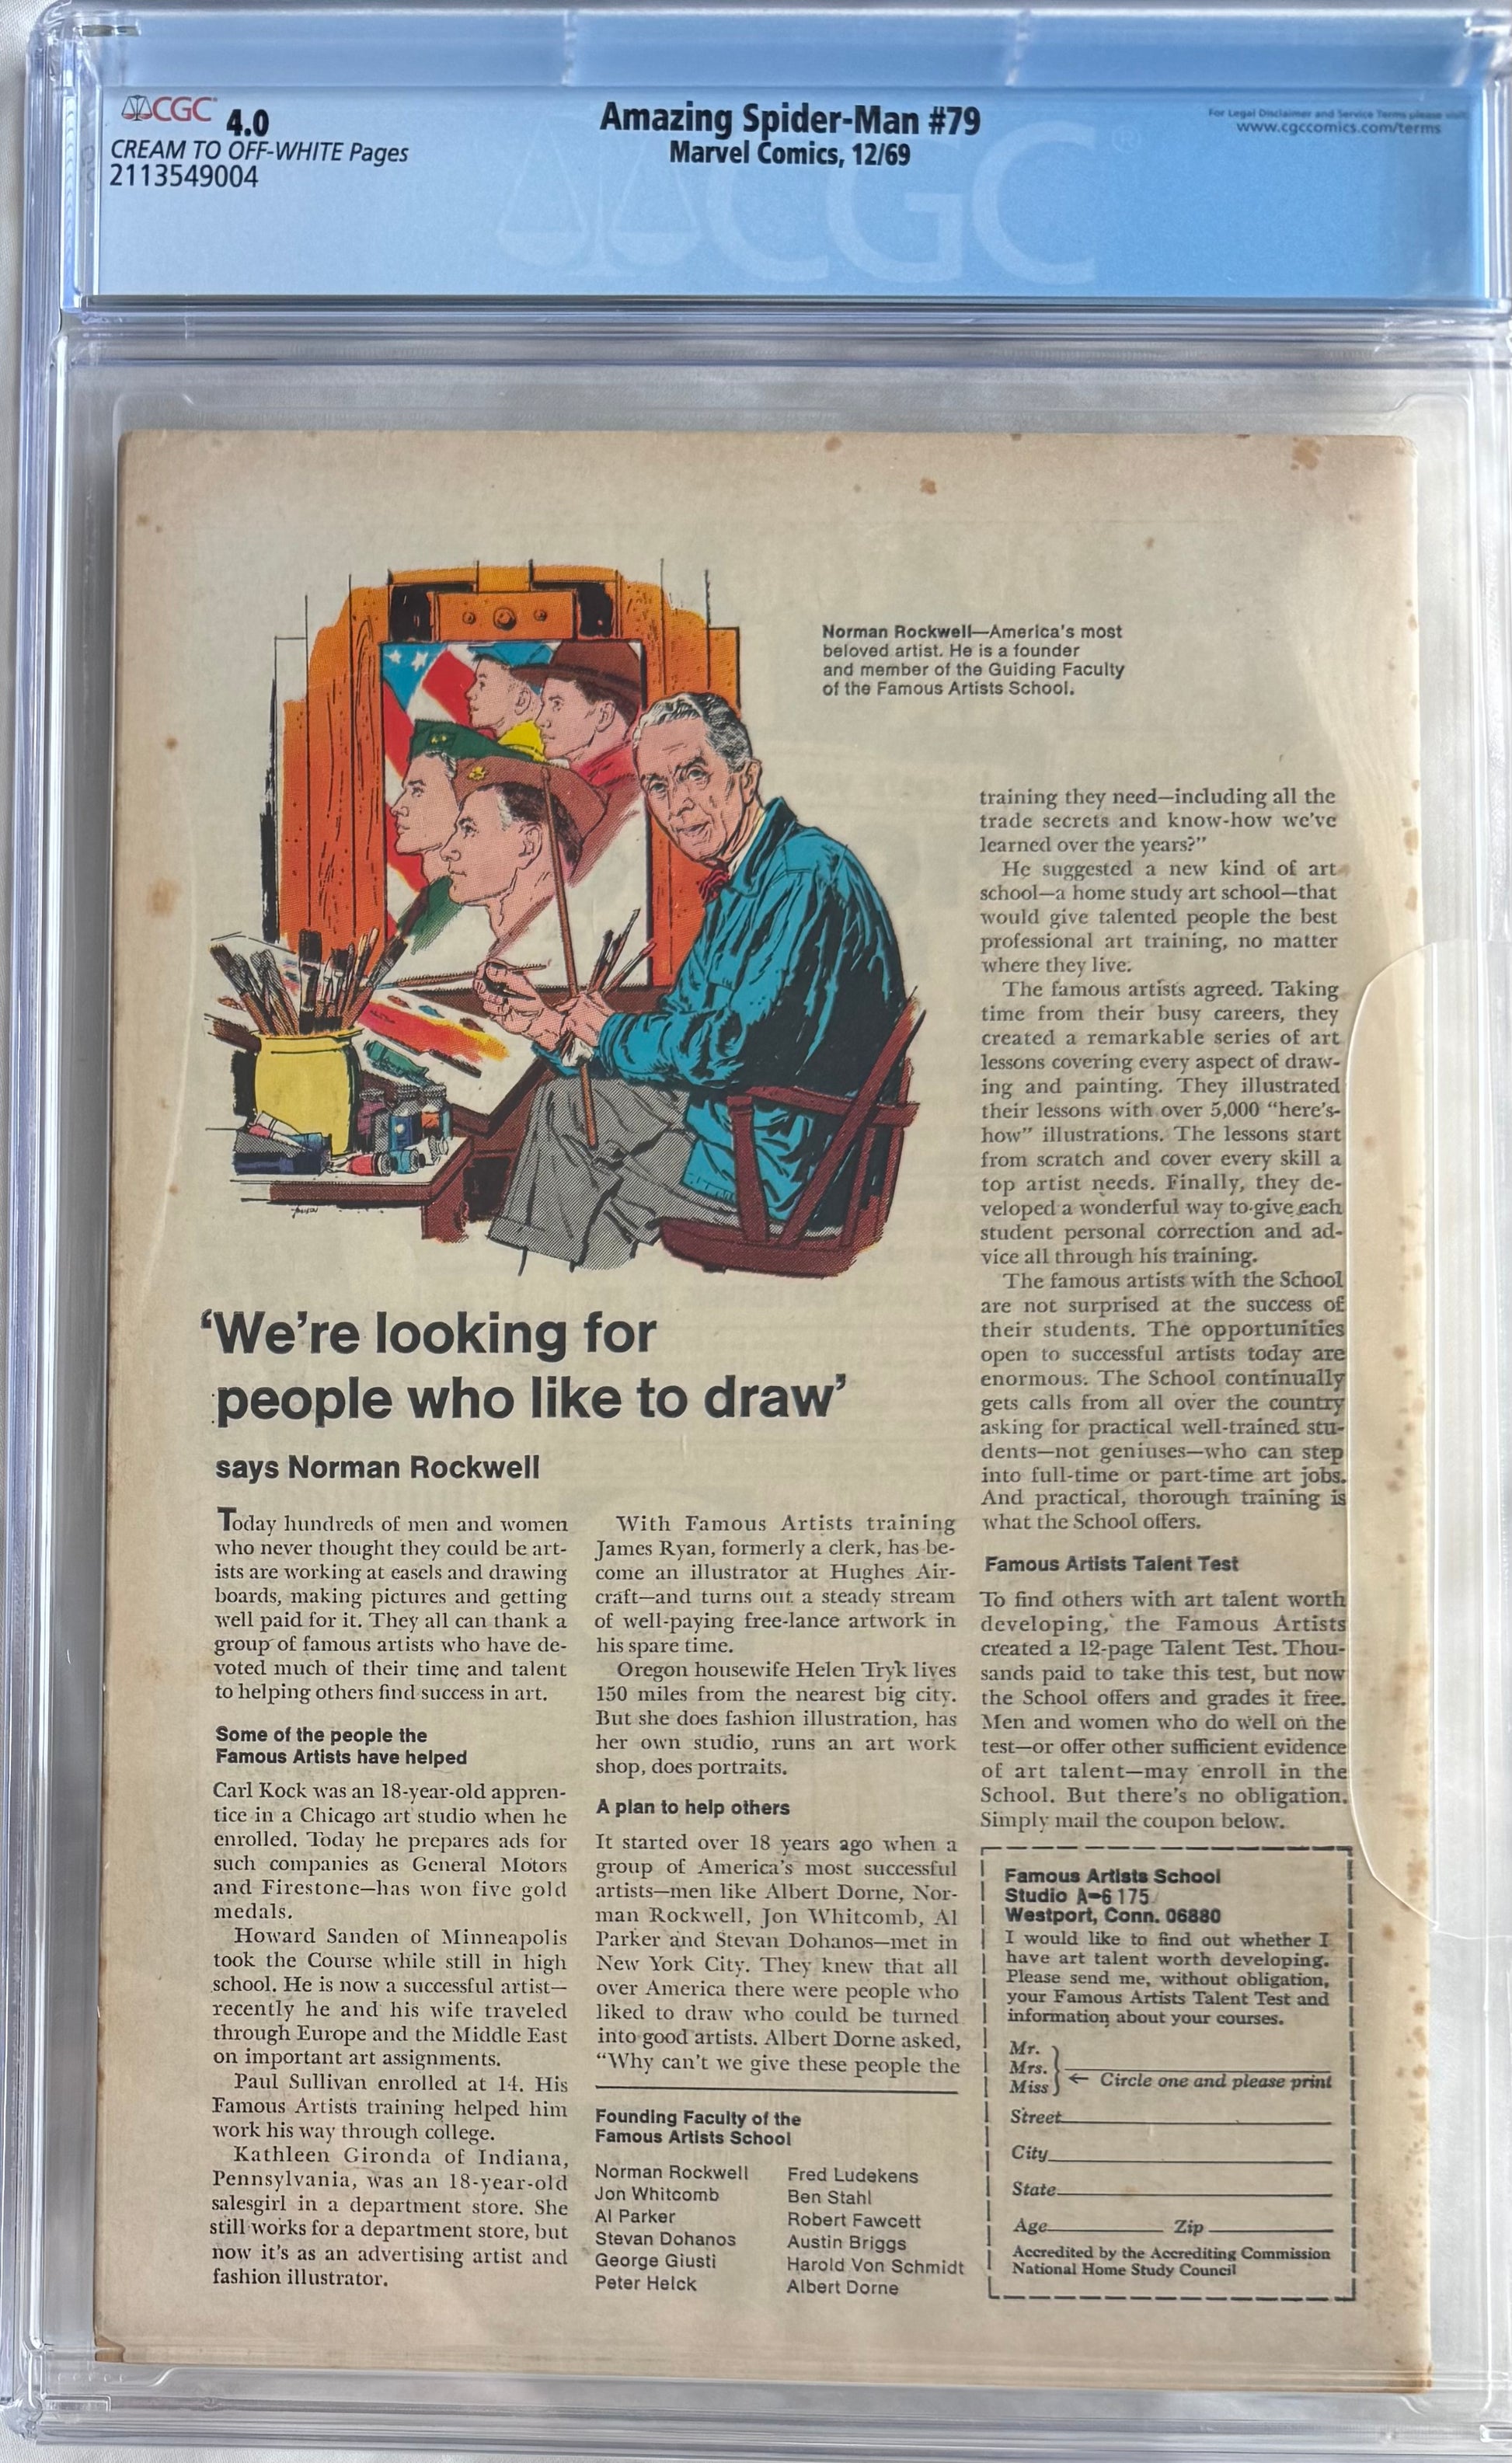 CGC 4.0
CREAM TO OFF-WHITE Pages
2113549004
Amazing Spider-Man #79
Marvel Comics, 12/69
For Legal Disclaimer and Service Terms please visit
www.cgccomics.com/terms
CGC®
Norman Rockwell—America's most
beloved artist. He is a founder
and member of the Guiding Faculty
of the Famous Artists School.
'We're looking for
people who like to draw'
says Norman Rockwell
Today hundreds of men and women
who never thought they could be art-
ists are working at easels and drawing
boards, making pictures and getting
well paid for it. They all can thank a
group of famous artists who have de-
voted much of their time and talent
to helping others find success in art.
Some of the people the
Famous Artists have helped
Carl Kock was an 18-year-old appren-
tice in a Chicago art studio when he
enrolled. Today he prepares ads for
such companies as General Motors
and Firestone—has won five gold
medals.
Howard Sanden of Minneapolis
took the Course while still in high
school. He is now a successful artist—
recently he and his wife traveled
through Europe and the Middle East
on important art assignments.
Paul Sullivan enrolled at 14. His
Famous Artists training helped him
work his way through college.
Kathleen Gironda of Indiana,
Pennsylvania, was an 18-year-old
salesgirl in a department store. She
still works for a department store, but
now it's as an advertising artist and
fashion illustrator.
With Famous Artists training
James Ryan, formerly a clerk, has be-
come an illustrator at Hughes Air-
craft—and turns out a steady stream
of well-paying free-lance artwork in
his spare time.
Oregon housewife Helen Tryk lives
150 miles from the nearest big city.
But she does fashion illustration, has
her own studio, runs an art work
shop, does portraits.
A plan to help others
It started over 18 years ago when a
group of America's most successful
artists—men like Albert Dorne, Nor-
man Rockwell, Jon Whitcomb, Al
Parker and Stevan Dohanos—met in
New York City. They knew that all
over America there were people who
liked to draw who could be turned
into good artists. Albert Dorne asked,
"Why can't we give these people the
training they need—including all the
trade secrets and know-how we've
learned over the years?"
He suggested a new kind of art
school—a home study art school—that
would give talented people the best
professional art training, no matter
where they live.
The famous artists agreed. Taking
time from their busy careers, they
created a remarkable series of art
lessons covering every aspect of draw-
ing and painting. They illustrated
their lessons with over 5,000 "here's-
how" illustrations. The lessons start
from scratch and cover every skill a
top artist needs. Finally, they de-
veloped a wonderful way to give each
student personal correction and ad-
vice all through his training.
The famous artists with the School
are not surprised at the success of
their students. The opportunities
open to successful artists today are
enormous. The School continually
gets calls from all over the country
asking for practical well-trained stu-
dents—not geniuses—who can step
into full-time or part-time art jobs.
And practical, thorough training is
what the School offers.
Famous Artists Talent Test
To find others with art talent worth
developing, the Famous Artists
created a 12-page Talent Test. Thou-
sands paid to take this test, but now
the School offers and grades it free.
Men and women who do well on the
test—or offer other sufficient evidence
of art talent—may enroll in the
School. But there's no obligation.
Simply mail the coupon below.
Founding Faculty of the
Famous Artists School
Norman Rockwell
Jon Whitcomb
Al Parker
Stevan Dohanos
George Giusti
Peter Helck
Fred Ludekens
Ben Stahl
Robert Fawcett
Austin Briggs
Harold Von Schmidt
Albert Dorne
Famous Artists School
Studio A-6175
Westport, Conn. 06880
I would like to find out whether I
have art talent worth developing.
Please send me, without obligation,
your Famous Artists Talent Test and
information about your courses.
Mr.
Mrs.
Miss
← Circle one and please print
Street
City
State
Age Zip
Accredited by the Accrediting Commission
National Home Study Council